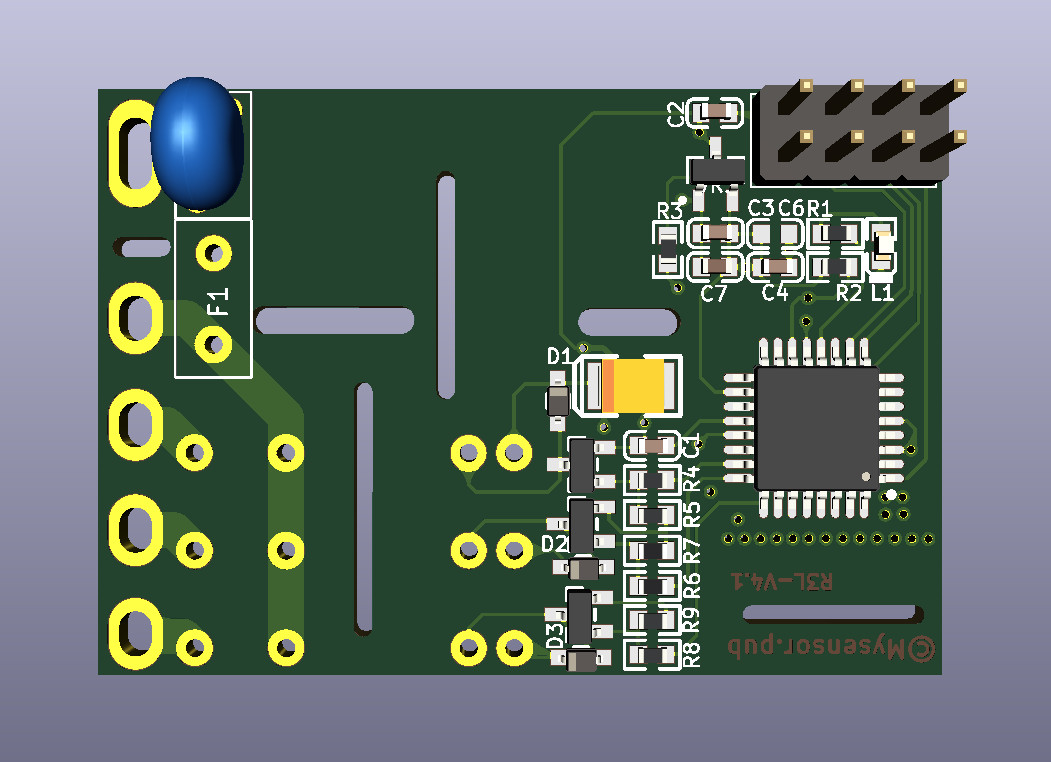 C2
R3
C3
C6
R1
F1
C7
C4
R2
L1
D1
C1
R4
R5
D2
R7
R6
R3L-V4.1
R9
D3
R8
©Mysensor.pub